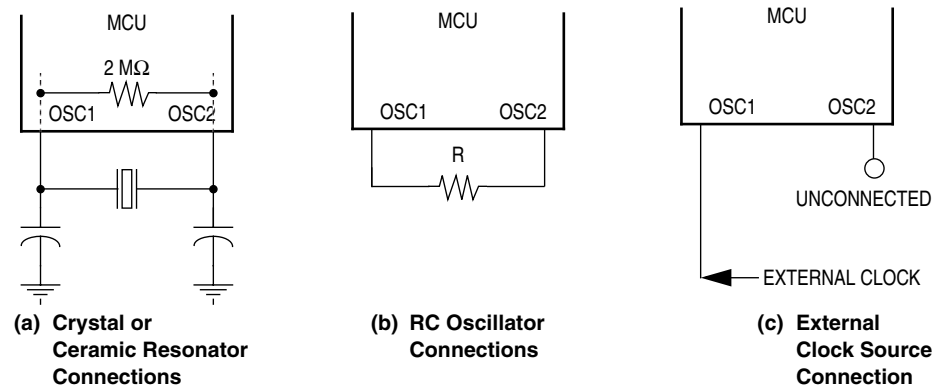 MCU
2 MΩ
OSC1 OSC2
(a) Crystal or
Ceramic Resonator
Connections
MCU
OSC1 OSC2
R
(b) RC Oscillator
Connections
MCU
OSC1 OSC2
UNCONNECTED
EXTERNAL CLOCK
(c) External
Clock Source
Connection